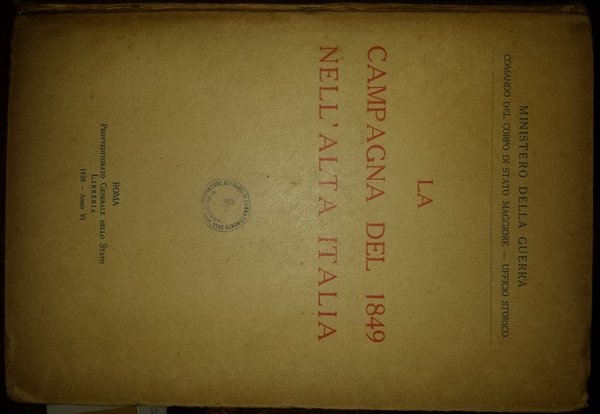 MINISTERO DELLA GUERRA
COMANDO DEL CORPO DI STATO MAGGIORE — UFFICIO STORICO
LA
CAMPAGNA DEL 1849
NELL'ALTA ITALIA
ROMA
PROVVEDITORATO GENERALE DELLO STATO
LIBRERIA
1928 - ANNO VI